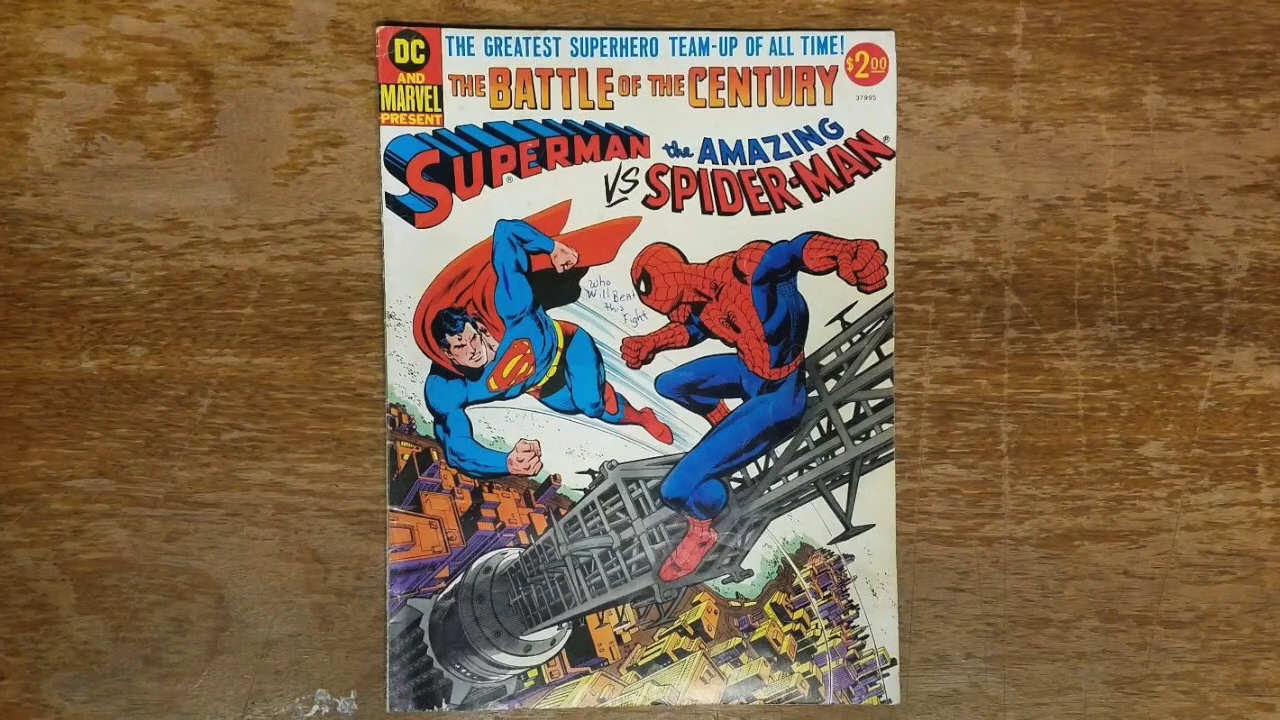 DC
AND
MARVEL
PRESENT
THE GREATEST SUPERHERO TEAM-UP OF ALL TIME!
$2.00
THE BATTLE OF THE CENTURY
37995
SUPERMAN®
VS
the AMAZING
SPIDER-MAN®
Who
Will Beat
this
Fight
S